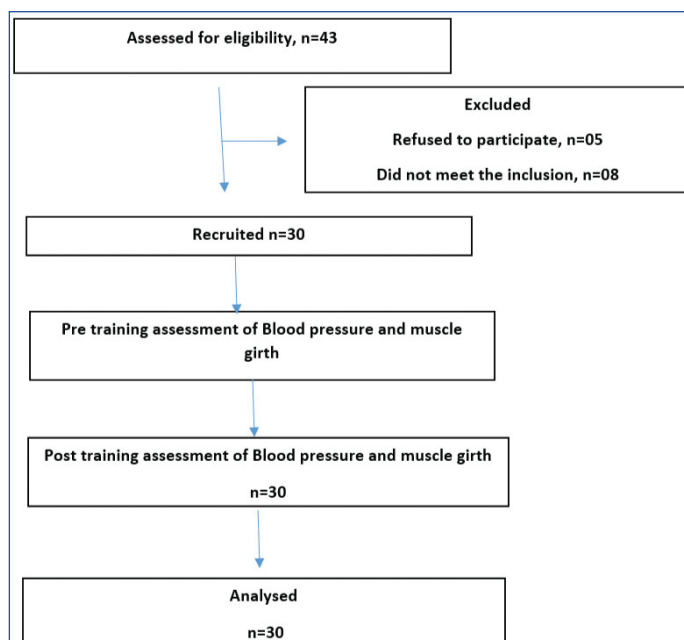 Assessed for eligibility, n=43
Excluded
Refused to participate, n=05
Did not meet the inclusion, n=08
Recruited n=30
Pre training assessment of Blood pressure and muscle
girth
Post training assessment of Blood pressure and muscle girth
n=30
Analysed
n=30